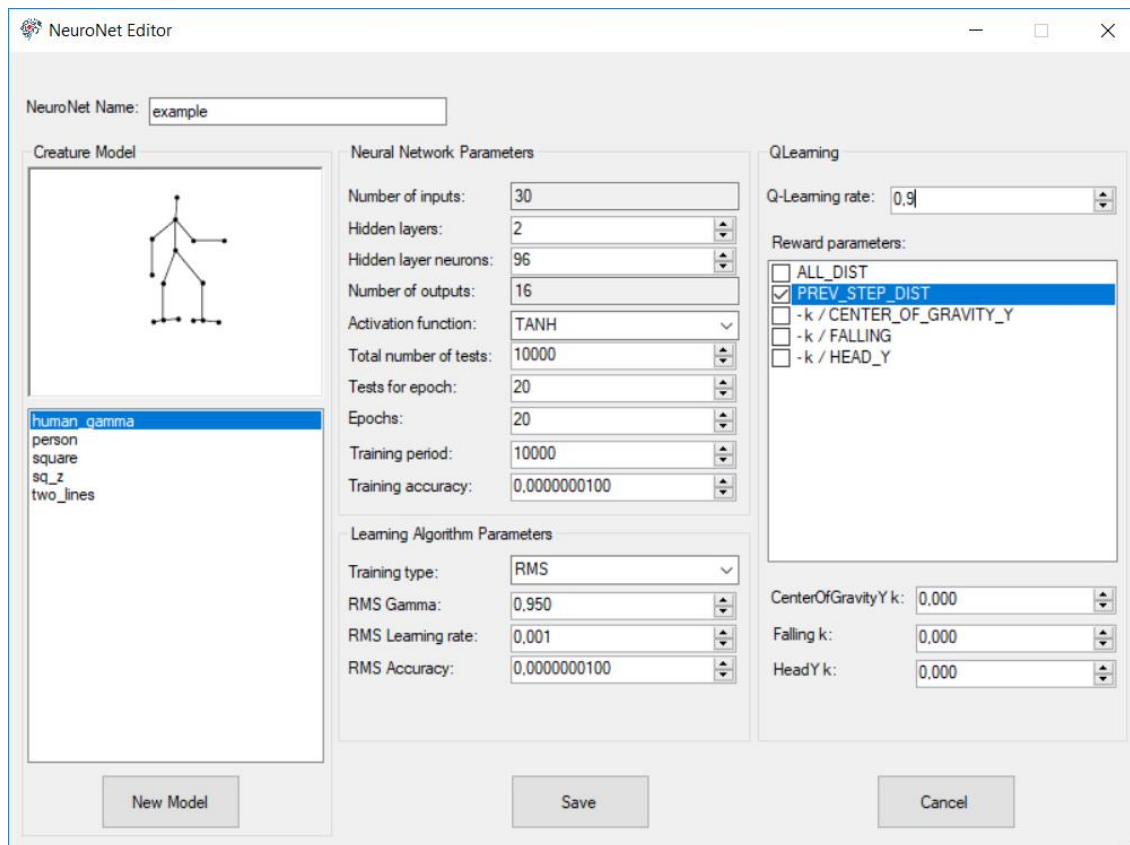 NeuroNet Editor
NeuroNet Name: example
Creature Model
human_gamma
person
square
sq_z
two_lines
New Model
Neural Network Parameters
Number of inputs: 30
Hidden layers: 2
Hidden layer neurons: 96
Number of outputs: 16
Activation function: TANH
Total number of tests: 10000
Tests for epoch: 20
Epochs: 20
Training period: 10000
Training accuracy: 0,0000000100
Learning Algorithm Parameters
Training type: RMS
RMS Gamma: 0,950
RMS Learning rate: 0,001
RMS Accuracy: 0,0000000100
Save
QLearning
Q-Learning rate: 0,9
Reward parameters:
ALL_DIST
PREV_STEP_DIST
-k / CENTER_OF_GRAVITY_Y
-k / FALLING
-k / HEAD_Y
CenterOfGravityY k: 0,000
Falling k: 0,000
HeadY k: 0,000
Cancel